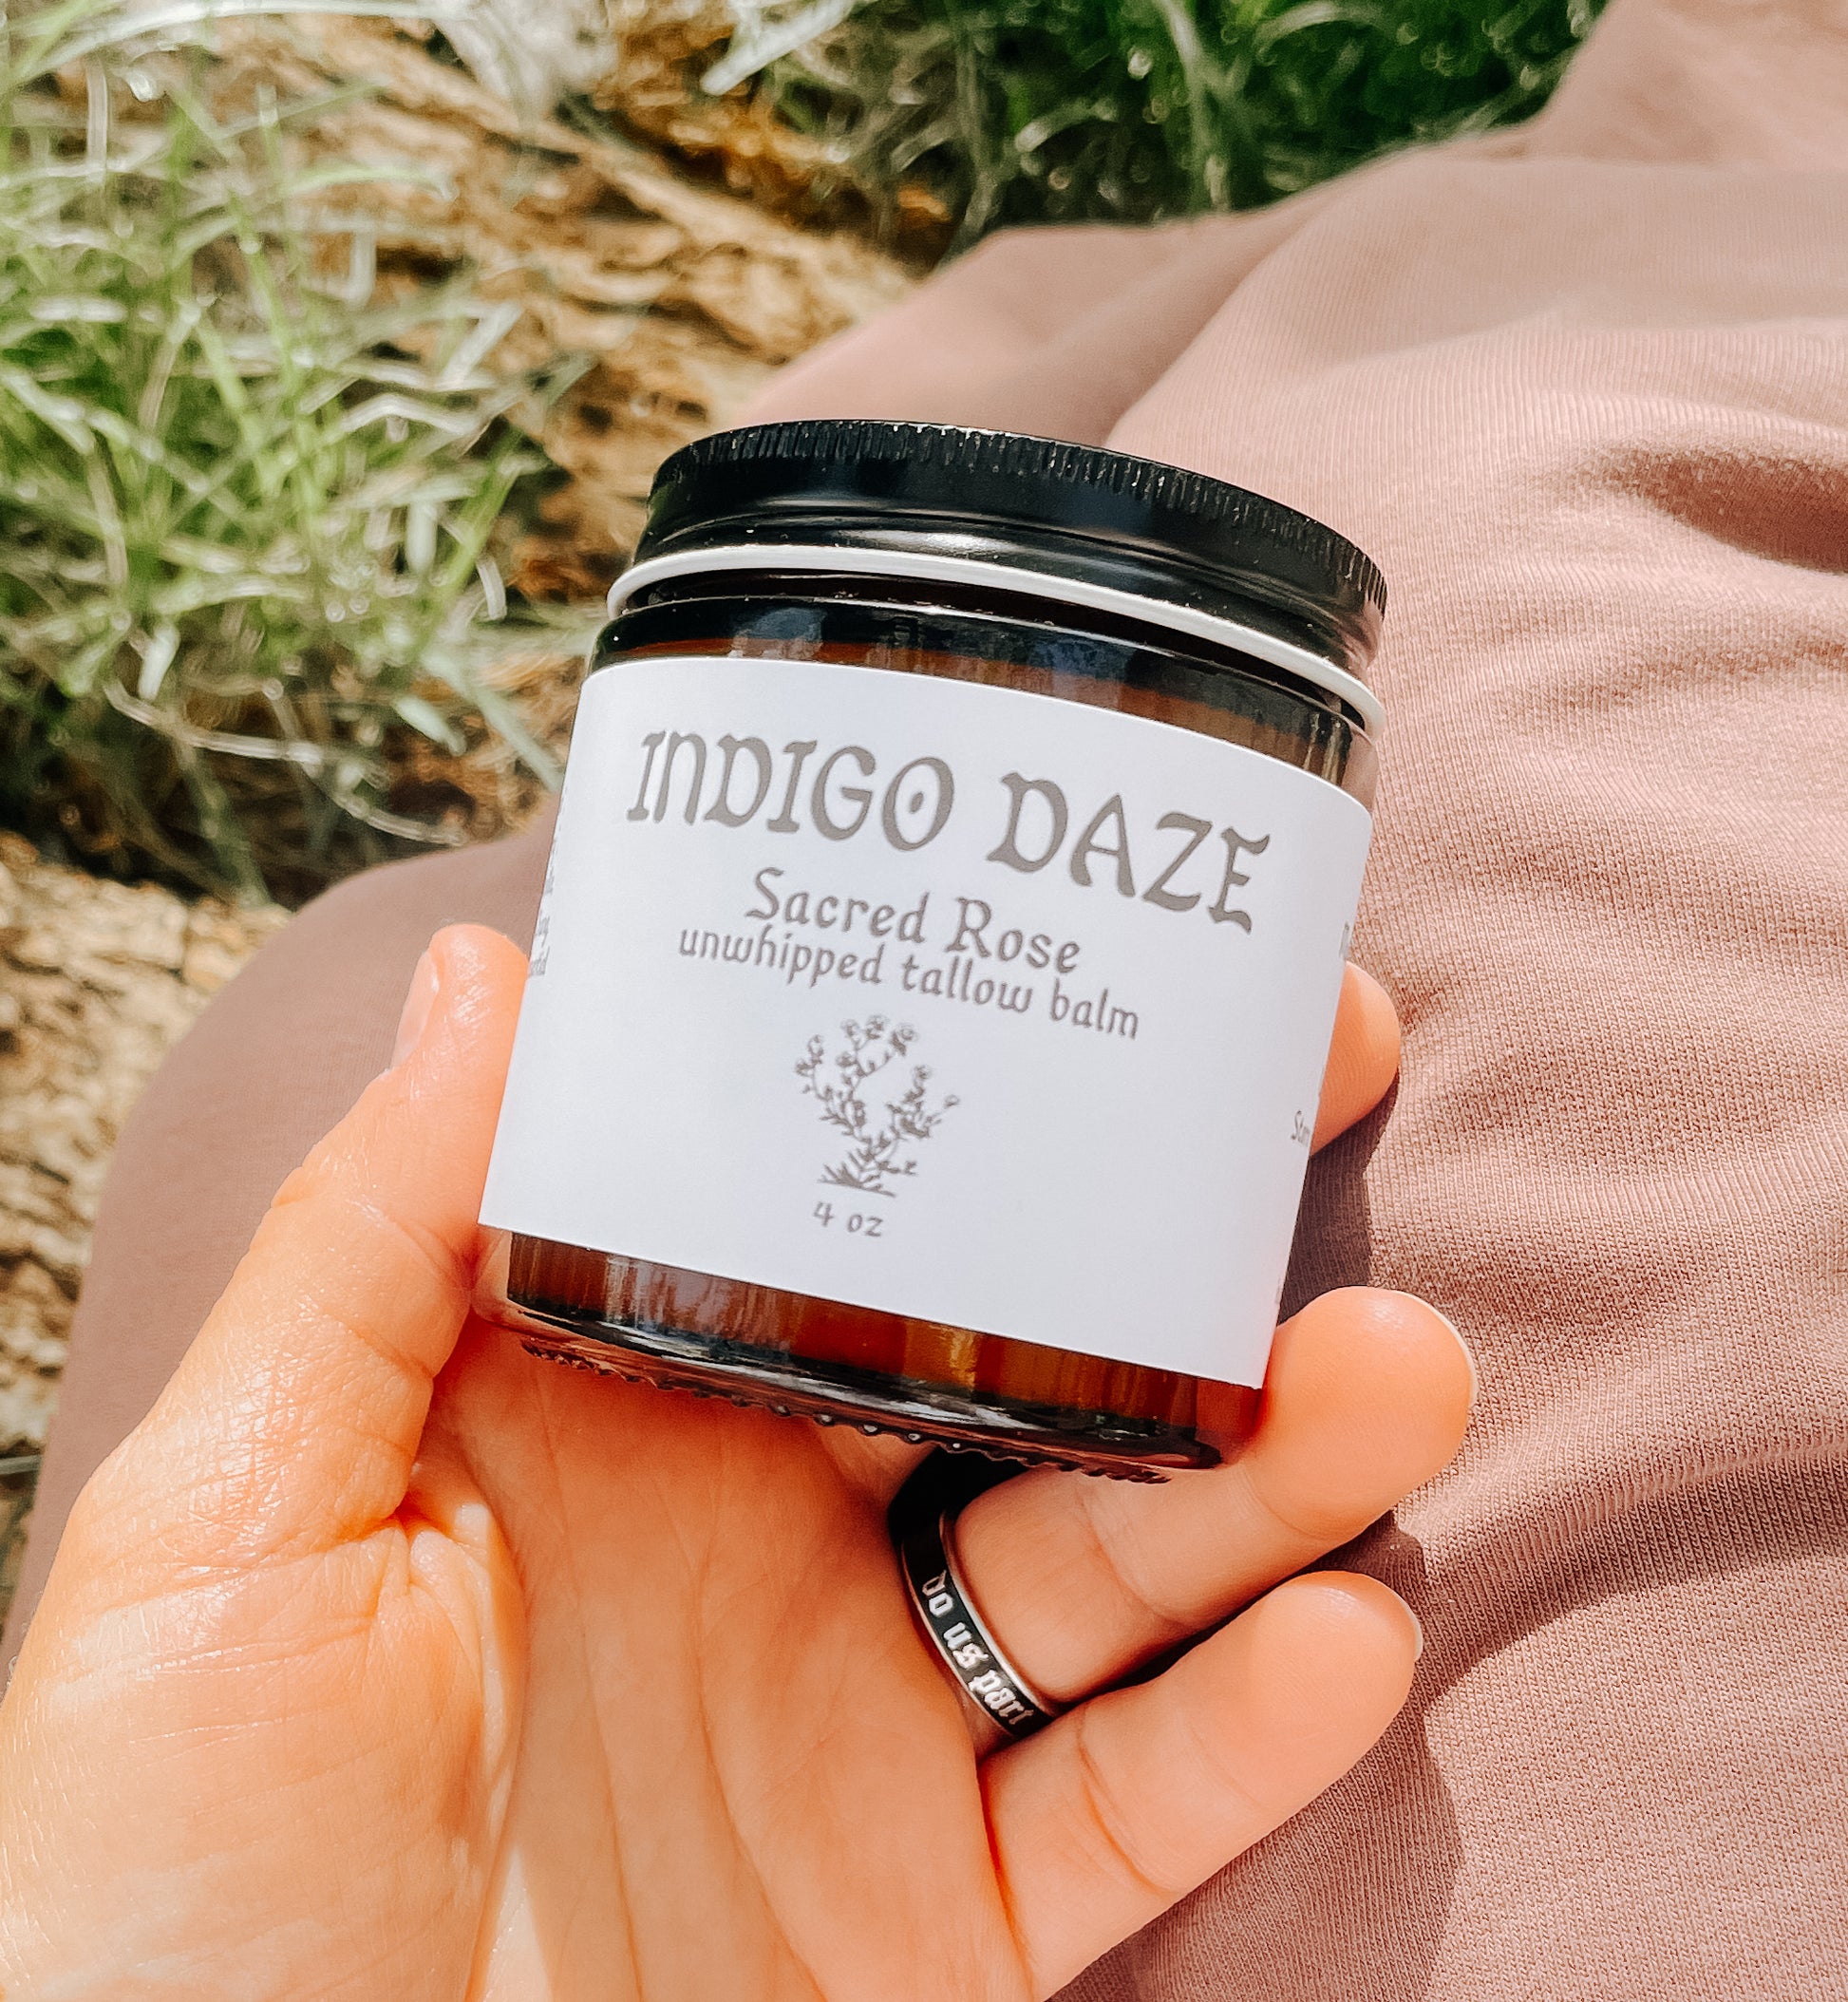 INDIGO DAZE
Sacred Rose
unwhipped tallow balm
4 oz
do us part